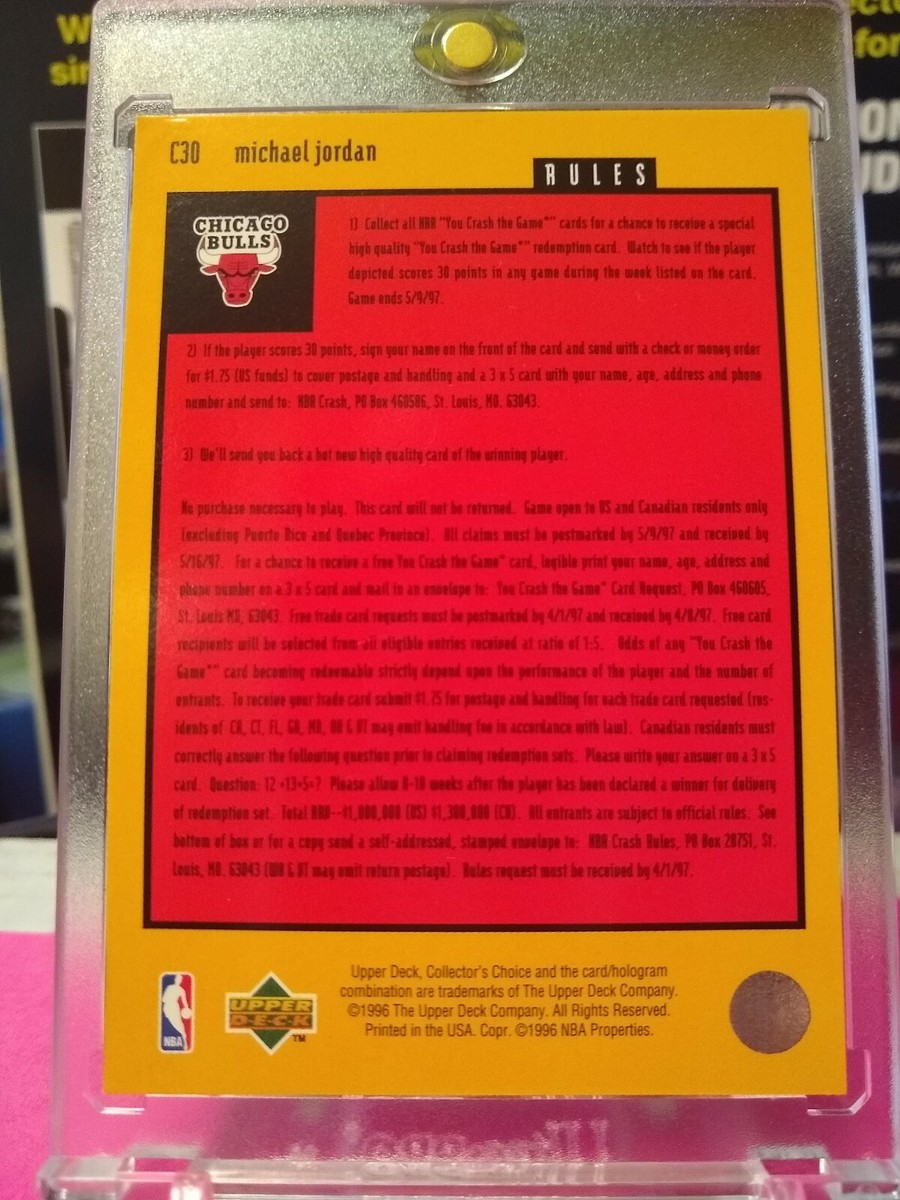 C30 michael jordan
RULES
CHICAGO
BULLS
1) Collect all NBA "You Crash the Game*" cards for a chance to receive a special
high quality "You Crash the Game*" redemption card. Watch to see if the player
depicted scores 30 points in any game during the week listed on the card.
Game ends 5/9/97.
2) If the player scores 30 points, sign your name on the front of the card and send with a check or money order
for $1.75 (US funds) to cover postage and handling and a 3 x 5 card with your name, age, address and phone
number and send to: NBA Crash, PO Box 460586, St. Louis, MO. 63043.
3) We'll send you back a hot new high quality card of the winning player.
No purchase necessary to play. This card will not be returned. Game open to US and Canadian residents only
(excluding Puerto Rico and Quebec Province). All claims must be postmarked by 5/9/97 and received by
5/16/97. For a chance to receive a free You Crash the Game* card, legible print your name, age, address and
phone number on a 3 x 5 card and mail in an envelope to: You Crash the Game* Card Request, PO Box 460605,
St. Louis MO, 63043. Free trade card requests must be postmarked by 4/1/97 and received by 4/8/97. Free card
recipients will be selected from all eligible entries received at ratio of 1:5. Odds of any "You Crash the
Game*" card becoming redeemable strictly depend upon the performance of the player and the number of
entrants. To receive your trade card submit $1.75 for postage and handling for each trade card requested (res-
idents of CA, CT, FL, GA, MA, OH & VT may omit handling fee in accordance with law). Canadian residents must
correctly answer the following question prior to claiming redemption sets. Please write your answer on a 3 x 5
card. Question: 12 +13+5=? Please allow 8-10 weeks after the player has been declared a winner for delivery
of redemption set. Total ARV--$1,000,000 (US) $1,300,000 (CD). All entrants are subject to official rules. See
bottom of box or for a copy send a self-addressed, stamped envelope to: NBA Crash Rules, PO Box 28751, St.
Louis, MO. 63043 (WA & VT may omit return postage). Rules request must be received by 4/1/97.
NBA
UPPER
DECK
TM
Upper Deck, Collector's Choice and the card/hologram
combination are trademarks of The Upper Deck Company.
©1996 The Upper Deck Company. All Rights Reserved.
Printed in the USA. Copr. ©1996 NBA Properties.